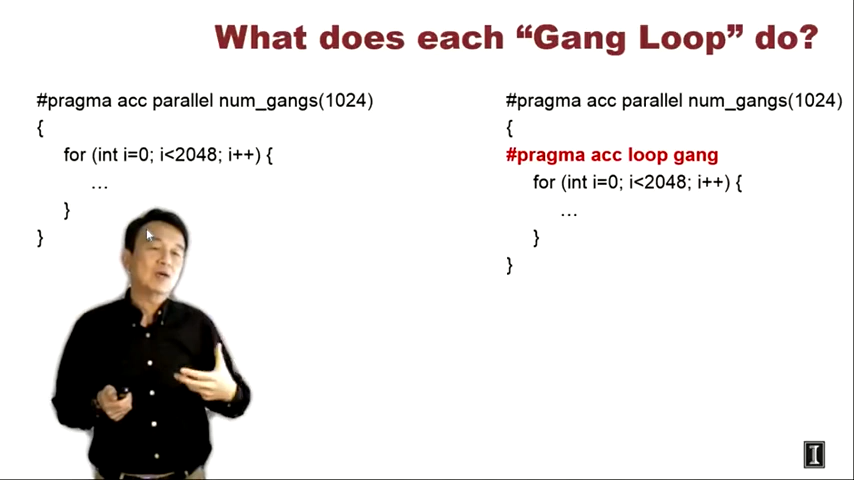 What does each “Gang Loop” do?
#pragma acc parallel num_gangs(1024)
{
for (int i=0; i<2048; i++) {
…
}
}
#pragma acc parallel num_gangs(1024)
{
#pragma acc loop gang
for (int i=0; i<2048; i++) {
…
}
}
I